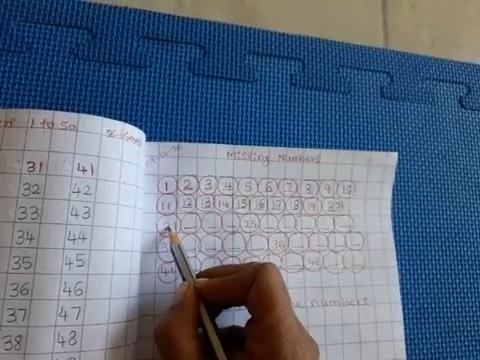 1 to 50
31 41
32 42
33 43
34 44
35 45
36 46
37 47
38 48
Missing Numbers
1 2 3 4 5 6 7 8 9 10
11 12 13 14 15 16 17 18 19 20
25
36
48
numbers